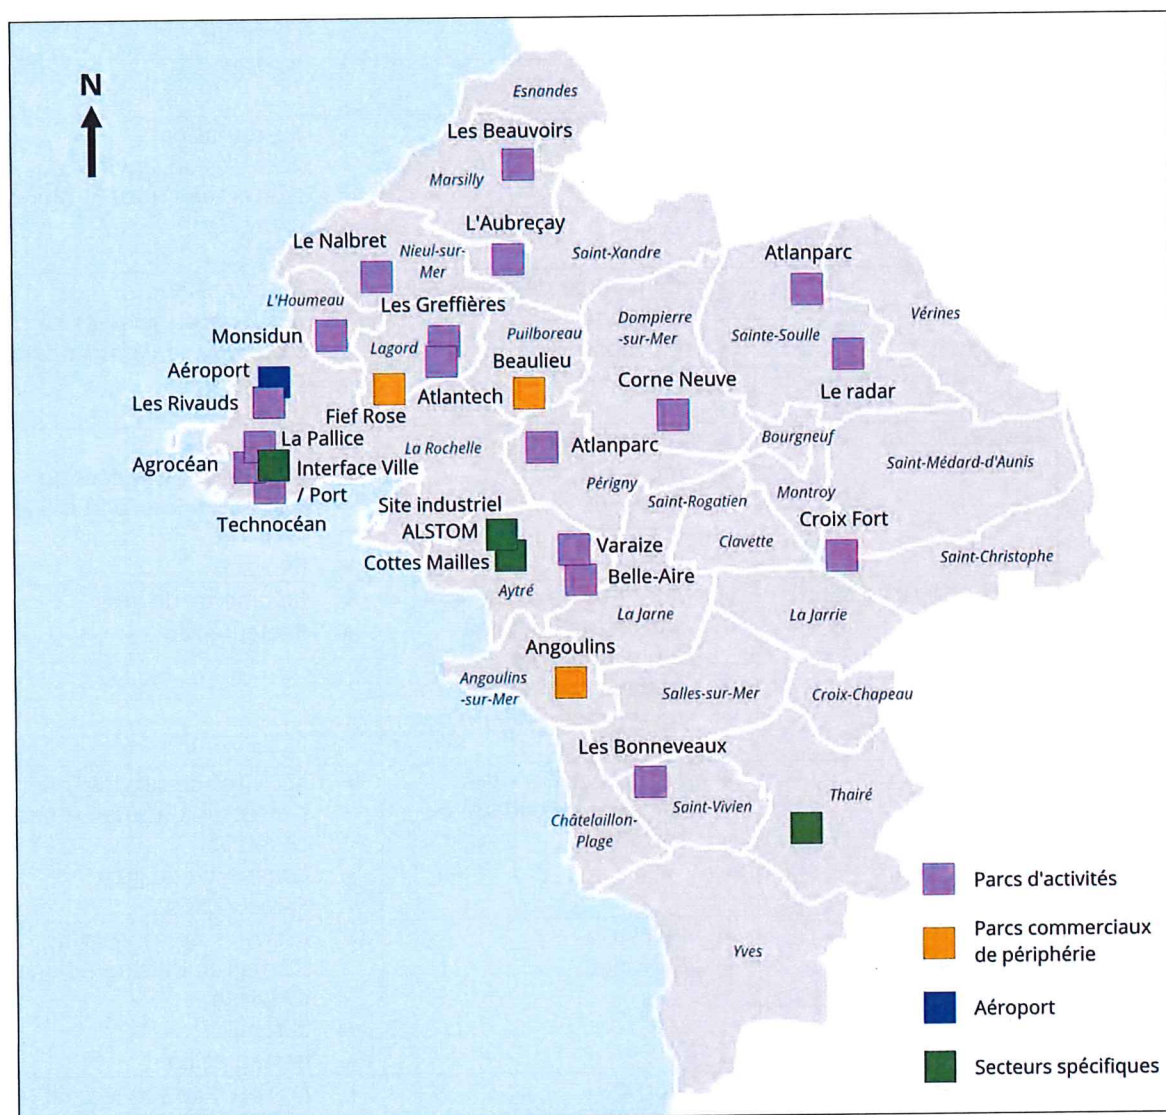 N
Esnandes
Les Beauvoirs
Marsilly
L'Aubreçay
Le Nalbret
Nieul-sur-
Mer
Saint-Xandre
Atlanparc
L'Houmeau
Les Greffières
Vérines
Monsidun
Lagord
Puilboreau
Dompierre
-sur-Mer
Sainte-Soulle
Aéroport
Beaulieu
Les Rivauds
Fief Rose
Atlantech
Corne Neuve
Le radar
La Pallice
La Rochelle
Atlanparc
Bourgneuf
Agrocéan
Interface Ville
/ Port
Périgny
Saint-Médard-d'Aunis
Technocéan
Site industriel
ALSTOM
Saint-Rogatien
Montroy
Croix Fort
Cottes Mailles
Varaize
Clavette
Saint-Christophe
Aytré
Belle-Aire
La Jarne
La Jarrie
Angoulins
Angoulins
-sur-Mer
Salles-sur-Mer
Croix-Chapeau
Les Bonneveaux
Saint-Vivien
Thairé
Châtelaillon-
Plage
Yves
Parcs d'activités
Parcs commerciaux
de périphérie
Aéroport
Secteurs spécifiques